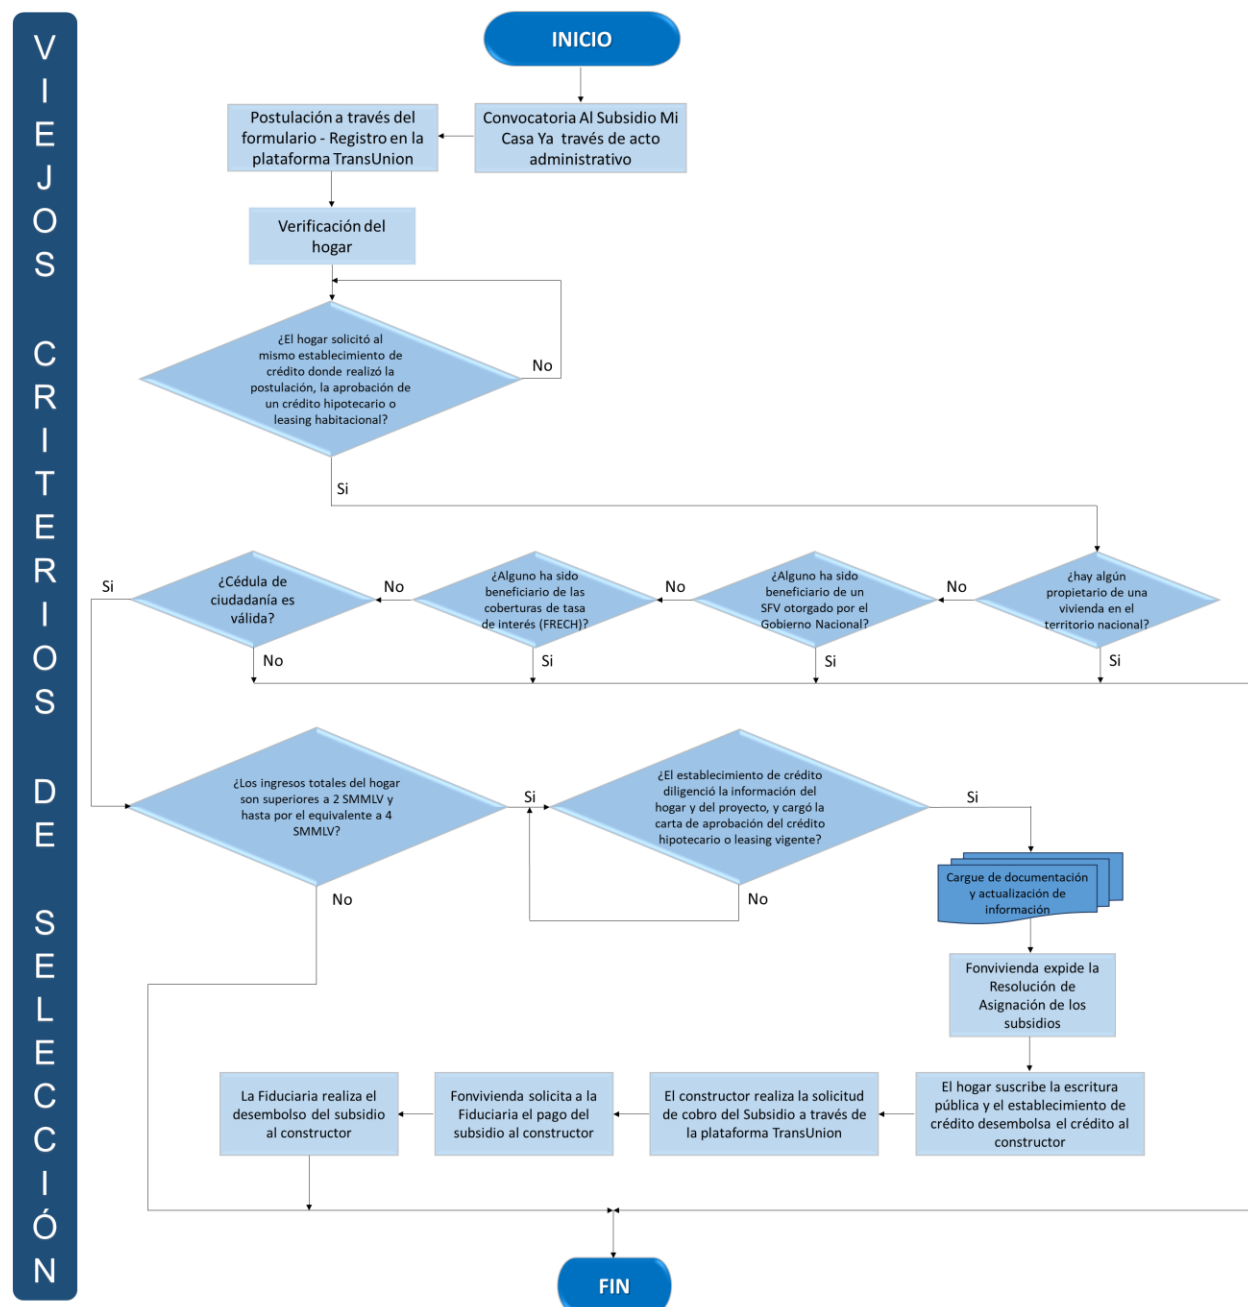 VIEJOS CRITERIOS DE SELECCIÓN
INICIO
Convocatoria Al Subsidio Mi
Casa Ya  través de acto
administrativo
Postulación a través del
formulario - Registro en la
plataforma TransUnion
Verificación del
hogar
¿El hogar solicitó al
mismo establecimiento de
crédito donde realizó la
postulación, la aprobación de
un crédito hipotecario o
leasing habitacional?
No
Si
¿hay algún
propietario de una
vivienda en el
territorio nacional?
No
Si
¿Alguno ha sido
beneficiario de un
SFV otorgado por el
Gobierno Nacional?
No
Si
¿Alguno ha sido
beneficiario de las
coberturas de tasa
de interés (FRECH)?
No
Si
¿Cédula de
ciudadanía es
válida?
Si
No
¿Los ingresos totales del hogar
son superiores a 2 SMMLV y
hasta por el equivalente a 4
SMMLV?
Si
No
¿El establecimiento de crédito
diligenció la información del
hogar y del proyecto, y cargó la
carta de aprobación del crédito
hipotecario o leasing vigente?
Si
No
Cargue de documentación
y actualización de
información
Fonvivienda expide la
Resolución de
Asignación de los
subsidios
El hogar suscribe la escritura
pública y el establecimiento de
crédito desembolsa el crédito al
constructor
El constructor realiza la solicitud
de cobro del Subsidio a través de
la plataforma TransUnion
Fonvivienda solicita a la
Fiduciaria el pago del
subsidio al constructor
La Fiduciaria realiza el
desembolso del subsidio
al constructor
FIN